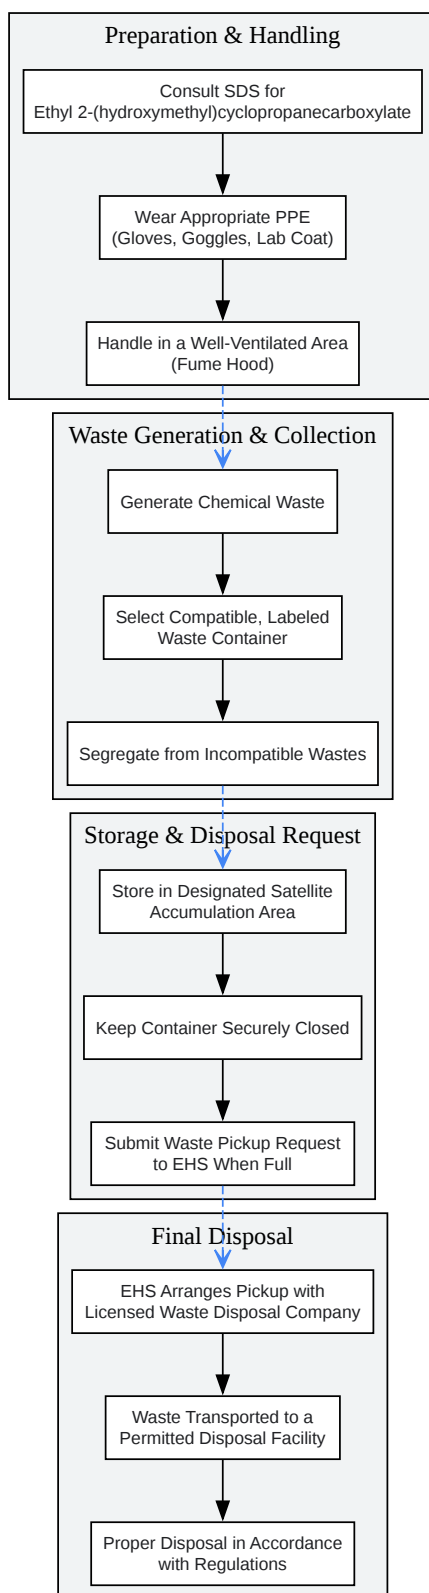 Preparation & Handling
Consult SDS for
Ethyl 2-(hydroxymethyl)cyclopropanecarboxylate
Wear Appropriate PPE
(Gloves, Goggles, Lab Coat)
Handle in a Well-Ventilated Area
(Fume Hood)
Waste Generation & Collection
Generate Chemical Waste
Select Compatible, Labeled
Waste Container
Segregate from Incompatible Wastes
Storage & Disposal Request
Store in Designated Satellite
Accumulation Area
Keep Container Securely Closed
Submit Waste Pickup Request
to EHS When Full
Final Disposal
EHS Arranges Pickup with
Licensed Waste Disposal Company
Waste Transported to a
Permitted Disposal Facility
Proper Disposal in Accordance
with Regulations